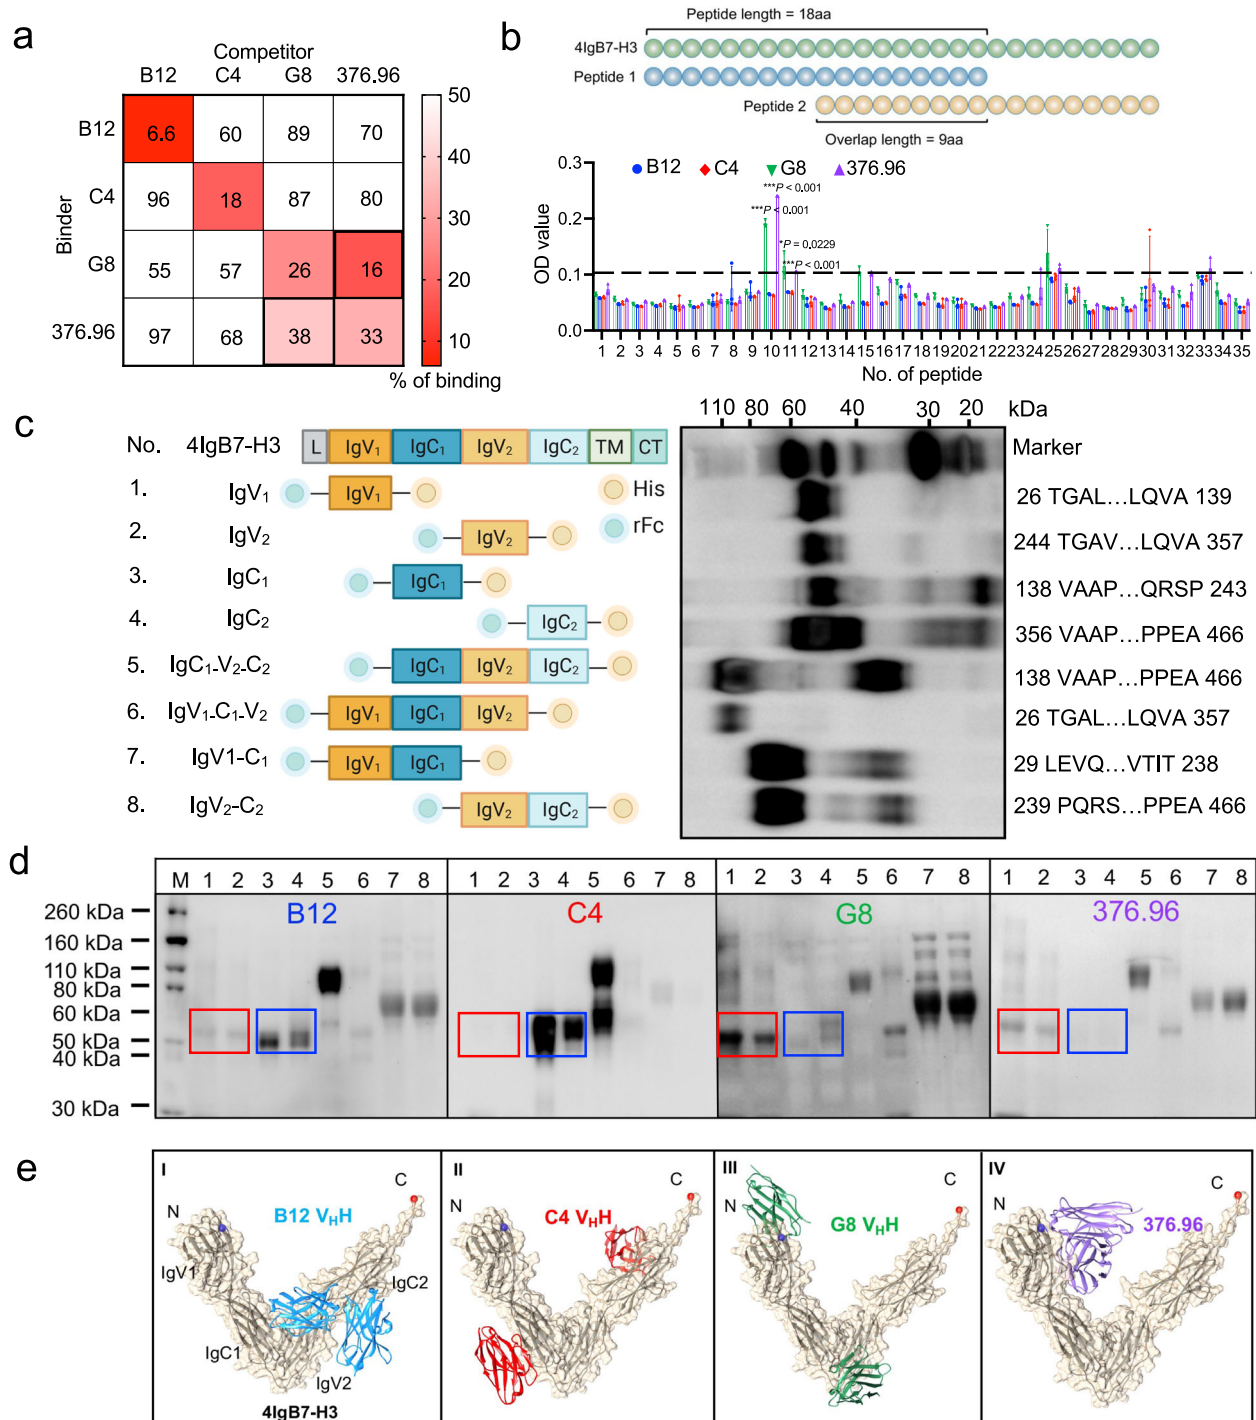 a
Competitor
B12 C4 G8 376.96
Binder
B12 6.6 60 89 70
C4 96 18 87 80
G8 55 57 26 16
376.96 97 68 38 33
50
40
30
20
10
% of binding
b
Peptide length = 18aa
4IgB7-H3
Peptide 1
Peptide 2
Overlap length = 9aa
B12 C4 G8 376.96
***P < 0.001
***P < 0.001
*P = 0.0229
***P < 0.001
OD value
0.3
0.2
0.1
0.0
1 2 3 4 5 6 7 8 9 10 11 12 13 14 15 16 17 18 19 20 21 22 23 24 25 26 27 28 29 30 31 32 33 34 35
No. of peptide
c
No. 4IgB7-H3 L IgV1 IgC1 IgV2 IgC2 TM CT
1. IgV1 IgV1 His
2. IgV2 IgV2 rFc
3. IgC1 IgC1
4. IgC2 IgC2
5. IgC1-V2-C2 IgC1 IgV2 IgC2
6. IgV1-C1-V2 IgV1 IgC1 IgV2
7. IgV1-C1 IgV1 IgC1
8. IgV2-C2 IgV2 IgC2
110 80 60 40 30 20 kDa
Marker
26 TGAL...LQVA 139
244 TGAV...LQVA 357
138 VAAP...QRSP 243
356 VAAP...PPEA 466
138 VAAP...PPEA 466
26 TGAL...LQVA 357
29 LEVQ...VTIT 238
239 PQRS...PPEA 466
d
M 1 2 3 4 5 6 7 8 1 2 3 4 5 6 7 8 1 2 3 4 5 6 7 8 1 2 3 4 5 6 7 8
B12 C4 G8 376.96
260 kDa
160 kDa
110 kDa
80 kDa
60 kDa
50 kDa
40 kDa
30 kDa
e
I
N
C
B12 VHH
IgV1
IgC2
IgC1
IgV2
4IgB7-H3
II
N
C
C4 VHH
III
N
C
G8 VHH
IV
N
C
376.96